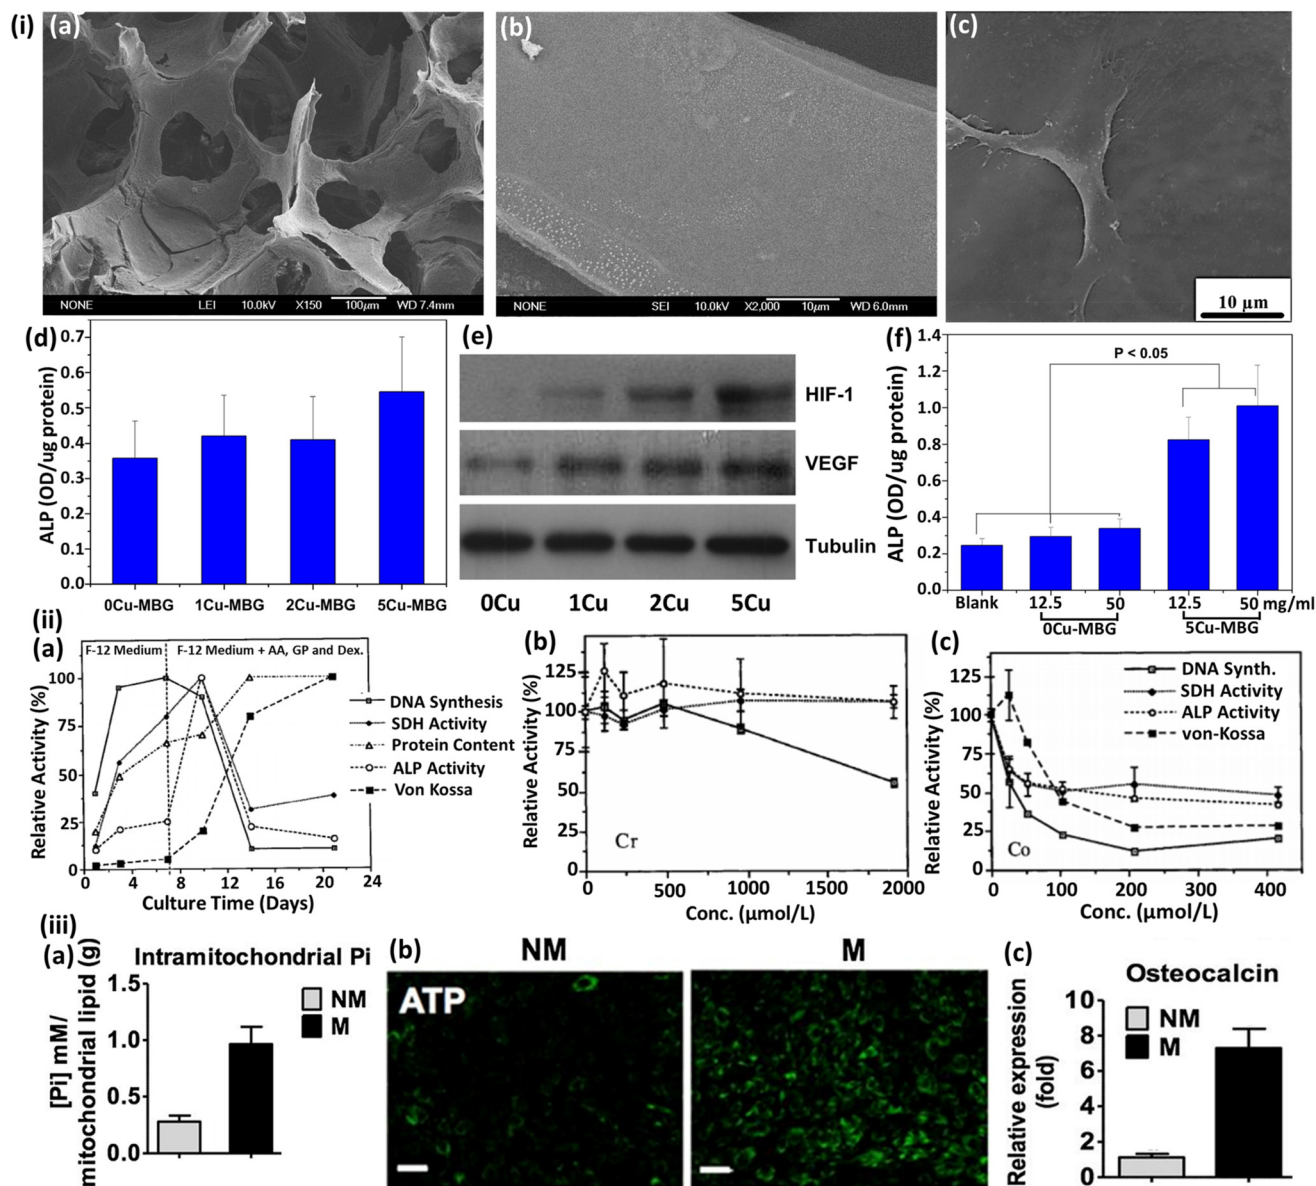 (i)
(a)
NONE LEI 10.0kV X150 100μm WD 7.4mm
(b)
NONE SEI 10.0kV X2,000 10μm WD 6.0mm
(c)
10 μm
(d)
ALP (OD/ug protein)
0.7
0.6
0.5
0.4
0.3
0.2
0.1
0.0
0Cu-MBG 1Cu-MBG 2Cu-MBG 5Cu-MBG
(e)
HIF-1
VEGF
Tubulin
0Cu 1Cu 2Cu 5Cu
(f)
ALP (OD/ug protein)
1.4
1.2
1.0
0.8
0.6
0.4
0.2
0.0
P < 0.05
Blank 12.5 50 12.5 50 mg/ml
0Cu-MBG 5Cu-MBG
(ii)
(a)
F-12 Medium F-12 Medium + AA, GP and Dex.
Relative Activity (%)
100
75
50
25
0
0 4 8 12 16 20 24
Culture Time (Days)
DNA Synthesis
SDH Activity
Protein Content
ALP Activity
Von Kossa
(b)
Relative Activity (%)
125
100
75
50
25
0
Cr
0 500 1000 1500 2000
Conc. (μmol/L)
(c)
Relative Activity (%)
125
100
75
50
25
0
DNA Synth.
SDH Activity
ALP Activity
von-Kossa
Co
0 100 200 300 400
Conc. (μmol/L)
(iii)
(a)
Intramitochondrial Pi
[Pi] mM/
mitochondrial lipid (g)
1.5
1.0
0.5
0.0
NM
M
(b)
NM M
ATP
(c)
Osteocalcin
Relative expression
(fold)
10
8
6
4
2
0
NM
M